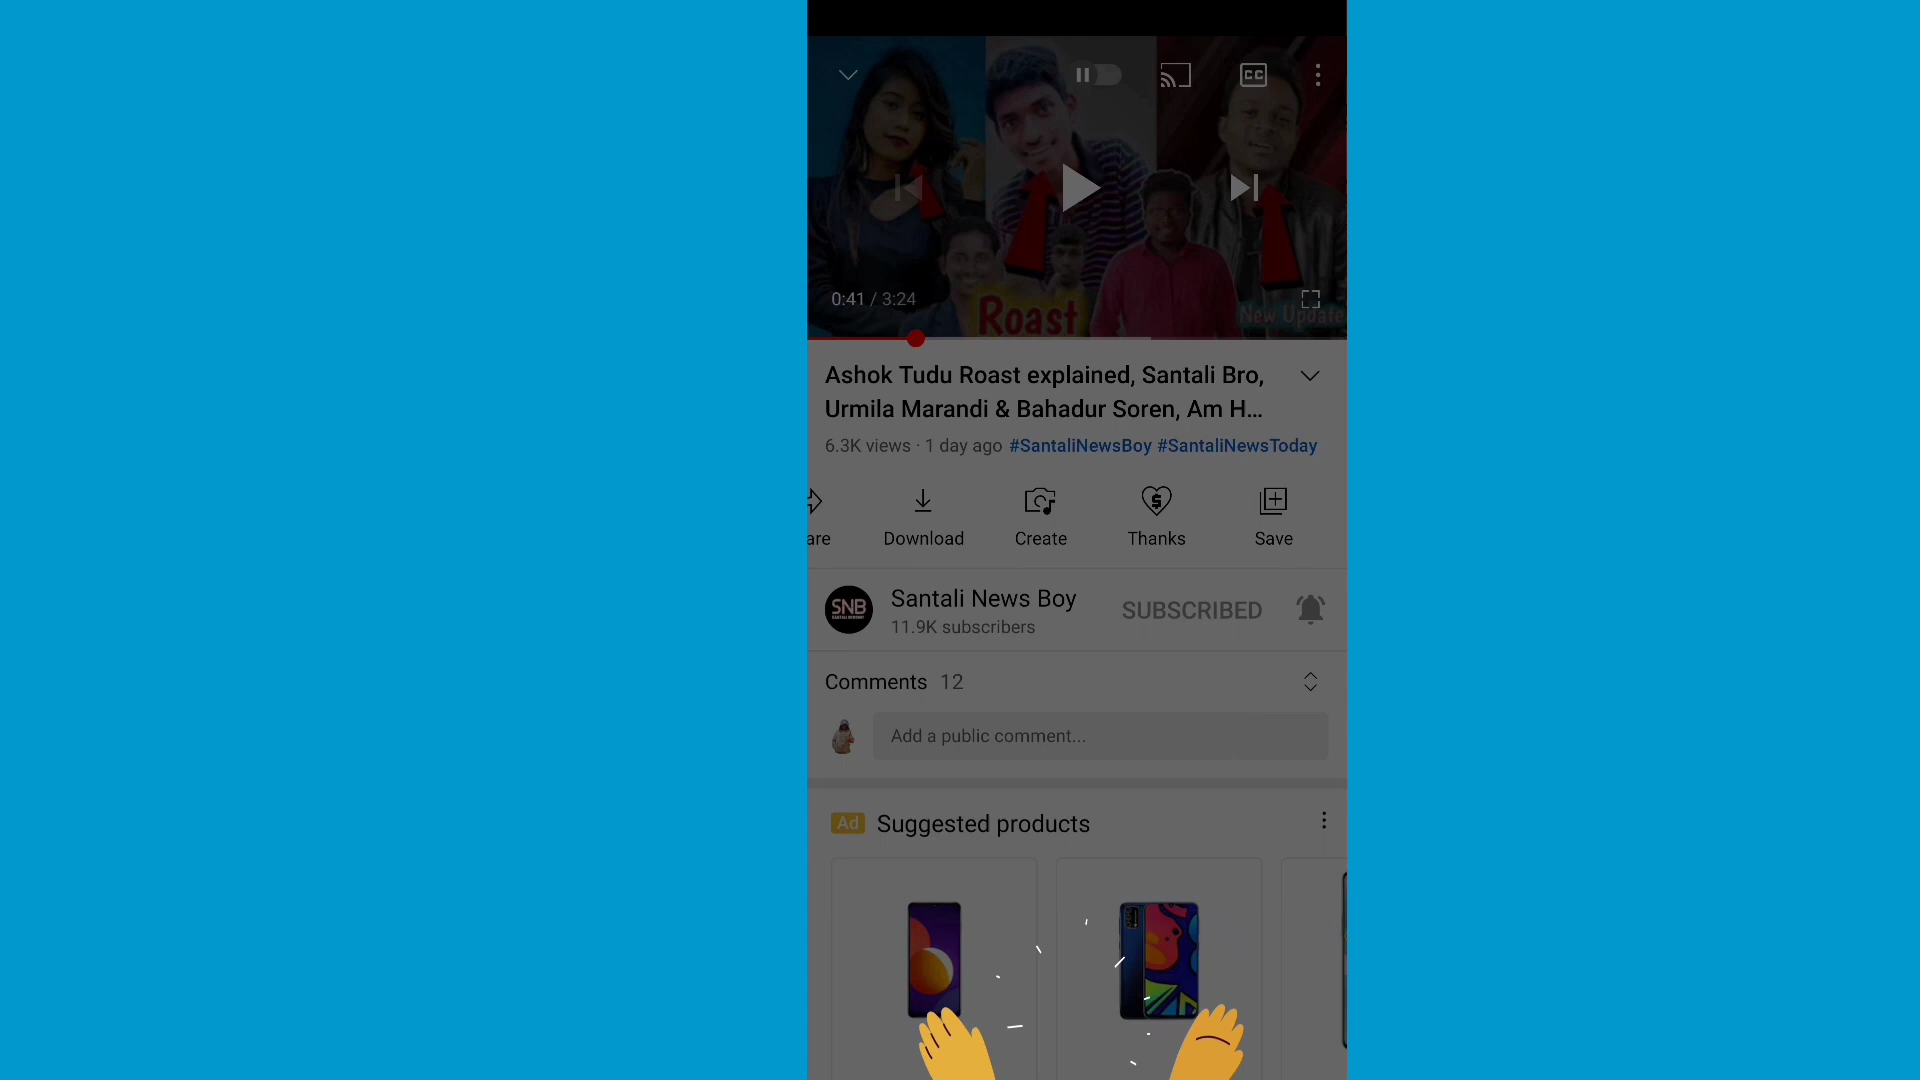 CC
0:41 / 3:24
Roast
New Update
Ashok Tudu Roast explained, Santali Bro,
Urmila Marandi & Bahadur Soren, Am H...
6.3K views · 1 day ago #SantaliNewsBoy #SantaliNewsToday
are
Download
Create
Thanks
Save
SNB
Santali News Boy
SUBSCRIBED
11.9K subscribers
Comments 12
Add a public comment...
Ad Suggested products